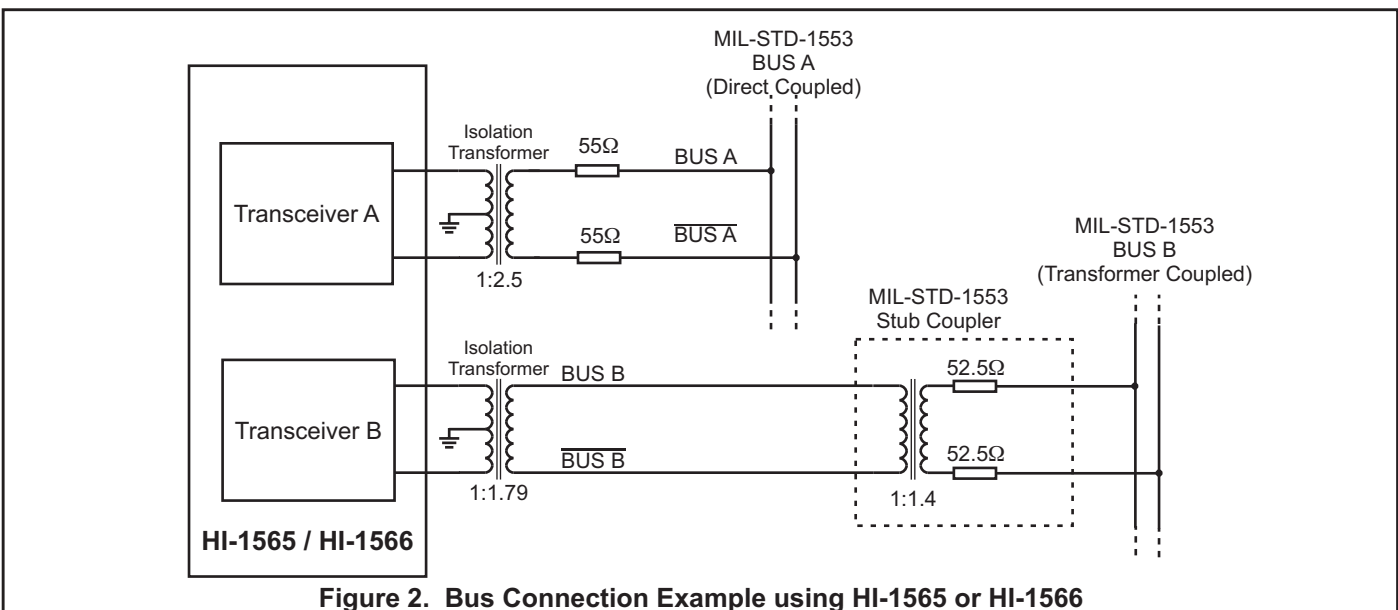 MIL-STD-1553
BUS A
(Direct Coupled)
Isolation
Transformer
55Ω
BUS A
Transceiver A
55Ω
BUS A
1:2.5
MIL-STD-1553
BUS B
(Transformer Coupled)
MIL-STD-1553
Stub Coupler
Isolation
Transformer
BUS B
52.5Ω
Transceiver B
BUS B
52.5Ω
1:1.79
1:1.4
HI-1565 / HI-1566
Figure 2. Bus Connection Example using HI-1565 or HI-1566